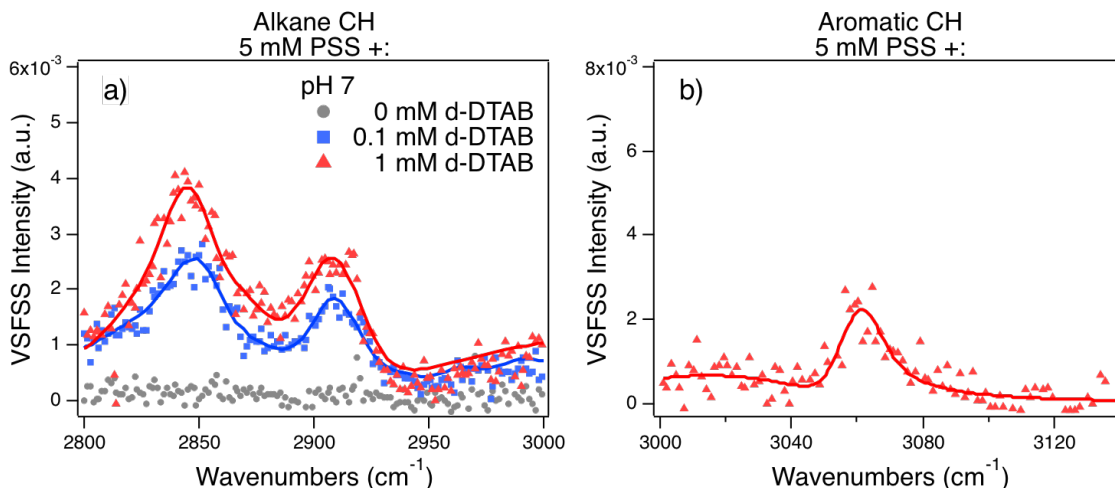 Alkane CH
5 mM PSS +:
6x10⁻³
5
4
3
2
1
0
VSFSS Intensity (a.u.)
a)
pH 7
0 mM d-DTAB
0.1 mM d-DTAB
1 mM d-DTAB
2800
2850
2900
2950
3000
Wavenumbers (cm⁻¹)
Aromatic CH
5 mM PSS +:
8x10⁻³
6
4
2
0
VSFSS Intensity (a.u.)
b)
3000
3040
3080
3120
Wavenumbers (cm⁻¹)